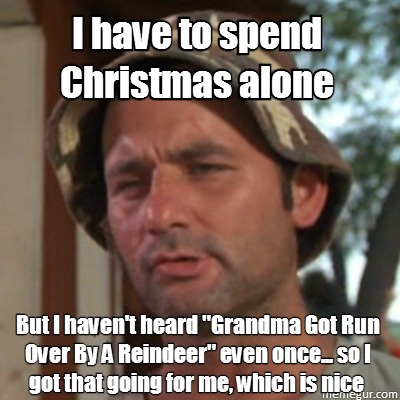 I have to spend
Christmas alone
But I haven't heard "Grandma Got Run
Over By A Reindeer" even once... so I
got that going for me, which is nice
memegur.com